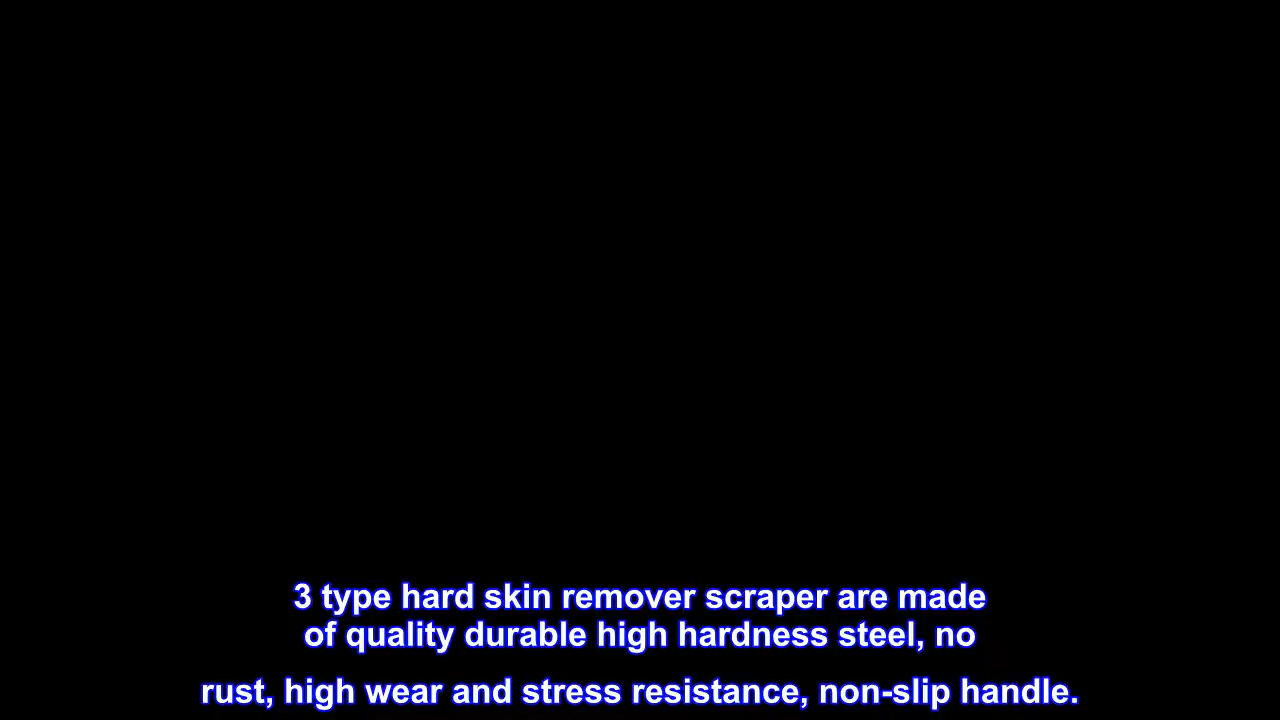 3 type hard skin remover scraper are made
of quality durable high hardness steel, no
rust, high wear and stress resistance, non-slip handle.